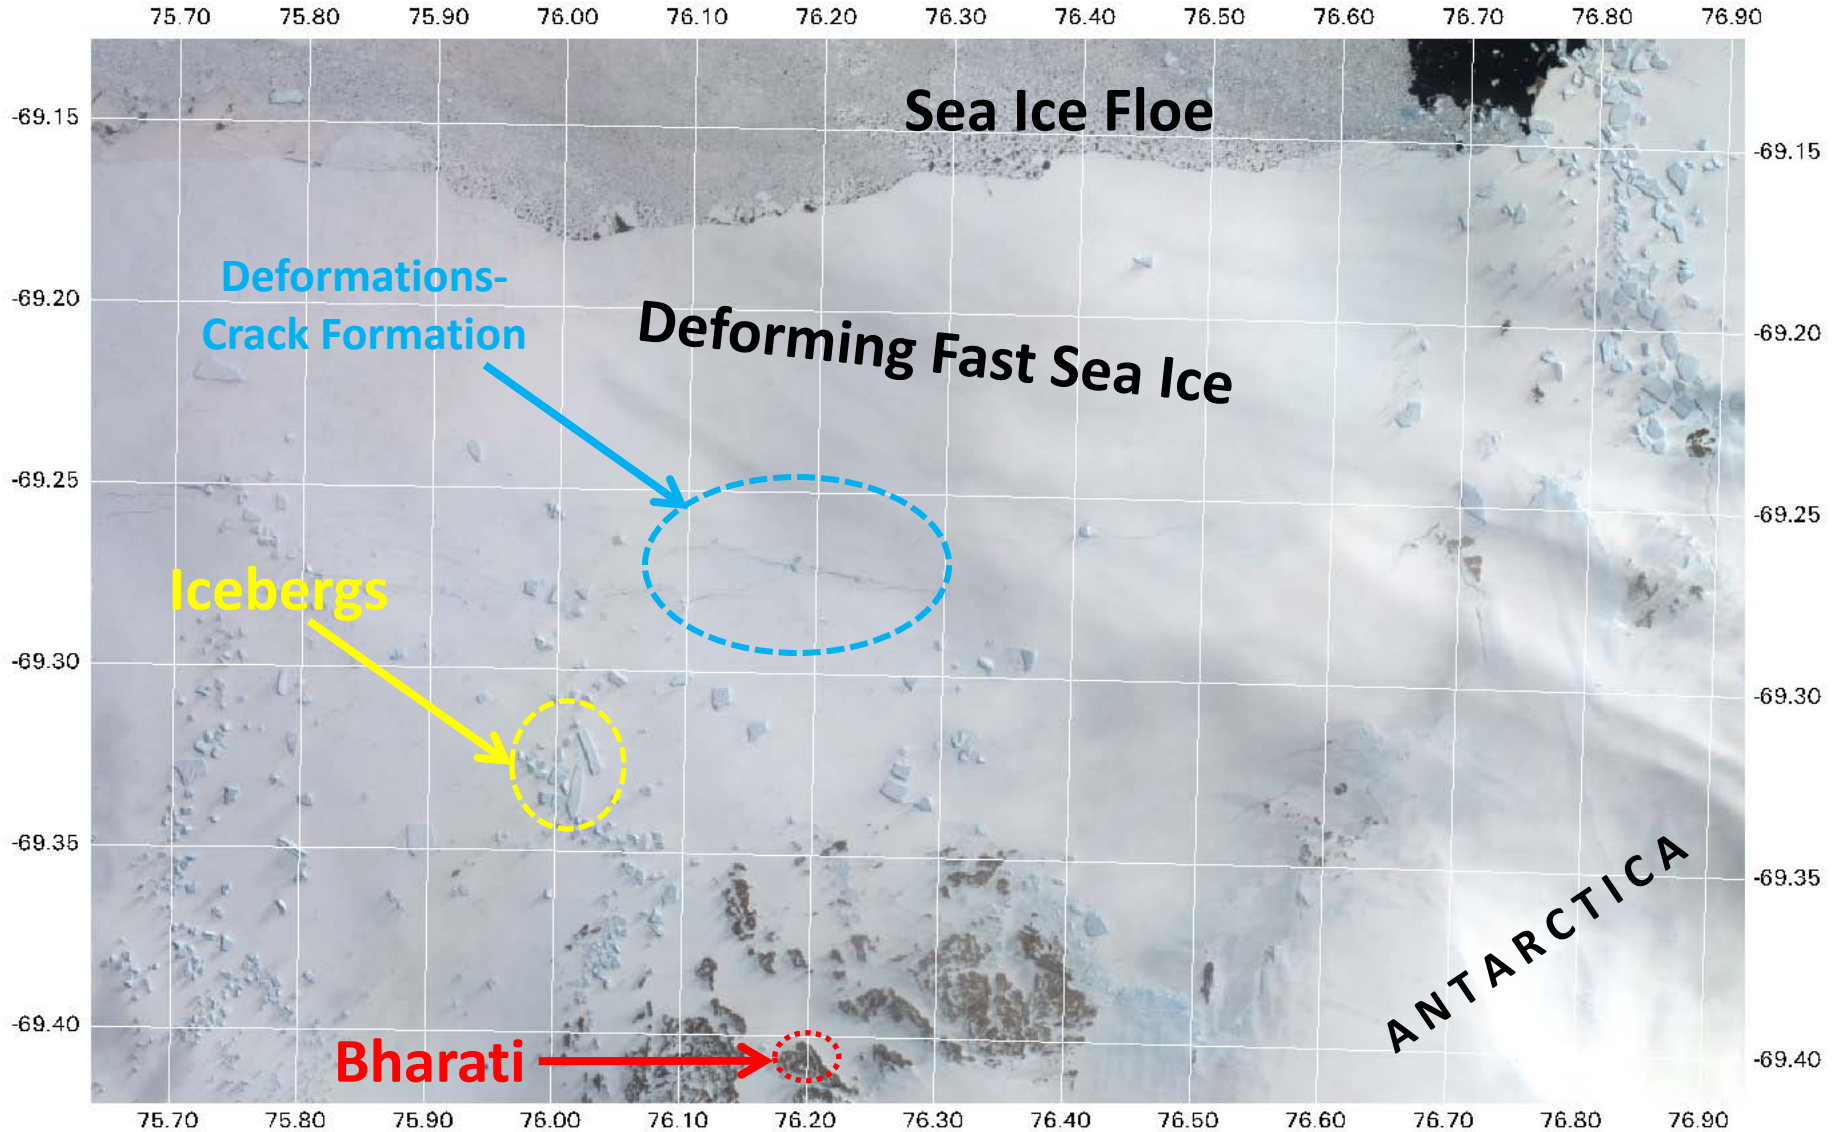 75.70 75.80 75.90 76.00 76.10 76.20 76.30 76.40 76.50 76.60 76.70 76.80 76.90
Sea Ice Floe
-69.15
-69.15
Deformations-
Crack Formation
-69.20
Deforming Fast Sea Ice
-69.20
-69.25
-69.25
Icebergs
-69.30
-69.30
-69.35
-69.35
ANTARCTICA
-69.40
Bharati
-69.40
75.70 75.80 75.90 76.00 76.10 76.20 76.30 76.40 76.50 76.60 76.70 76.80 76.90